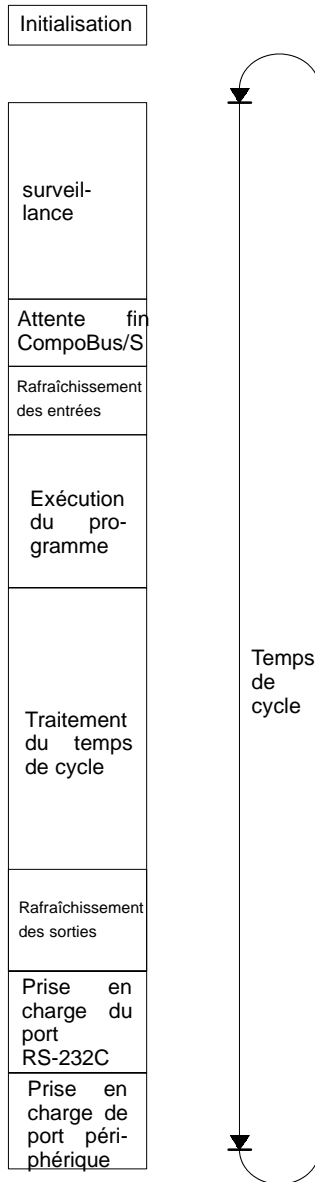 Initialisation
surveil-
lance
Attente fin
CompoBus/S
Rafraîchissement
des entrées
Exécution
du pro-
gramme
Temps
de
cycle
Traitement
du temps
de cycle
Rafraîchissement
des sorties
Prise en
charge du
port
RS-232C
Prise en
charge de
port péri-
phérique